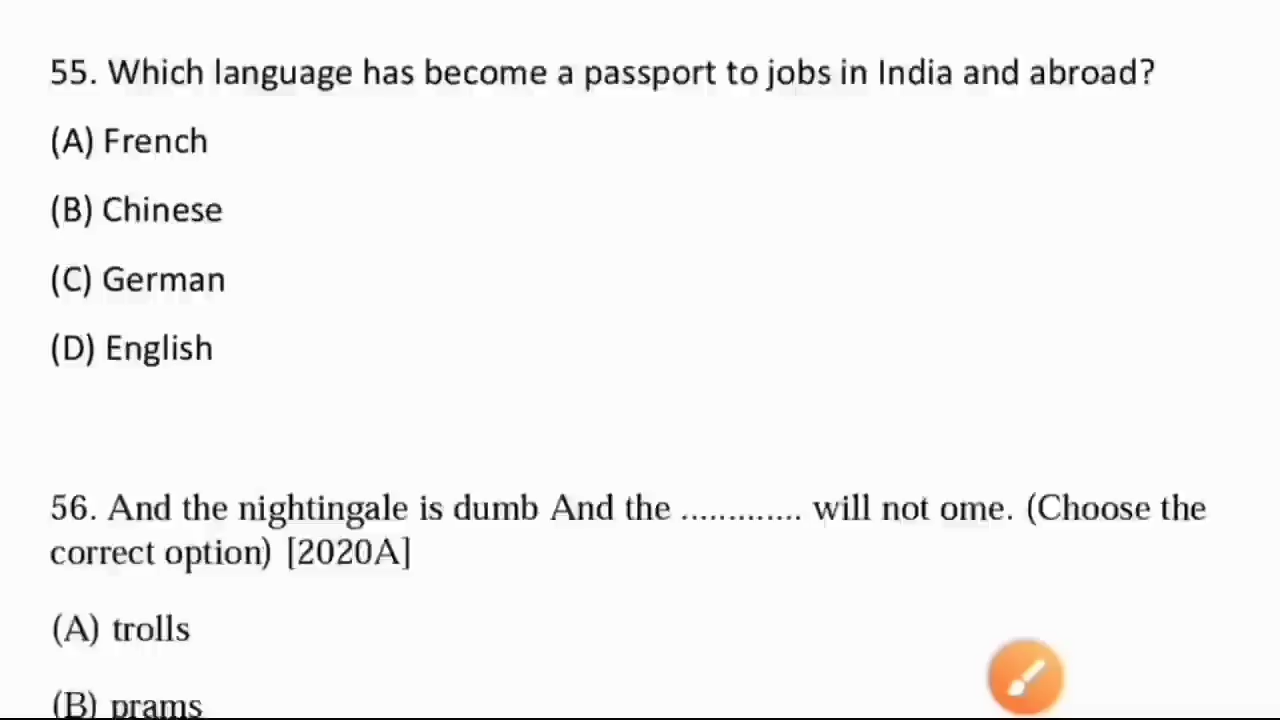 55. Which language has become a passport to jobs in India and abroad?
(A) French
(B) Chinese
(C) German
(D) English
56. And the nightingale is dumb And the ............. will not ome. (Choose the
correct option) [2020A]
(A) trolls
(B) prams